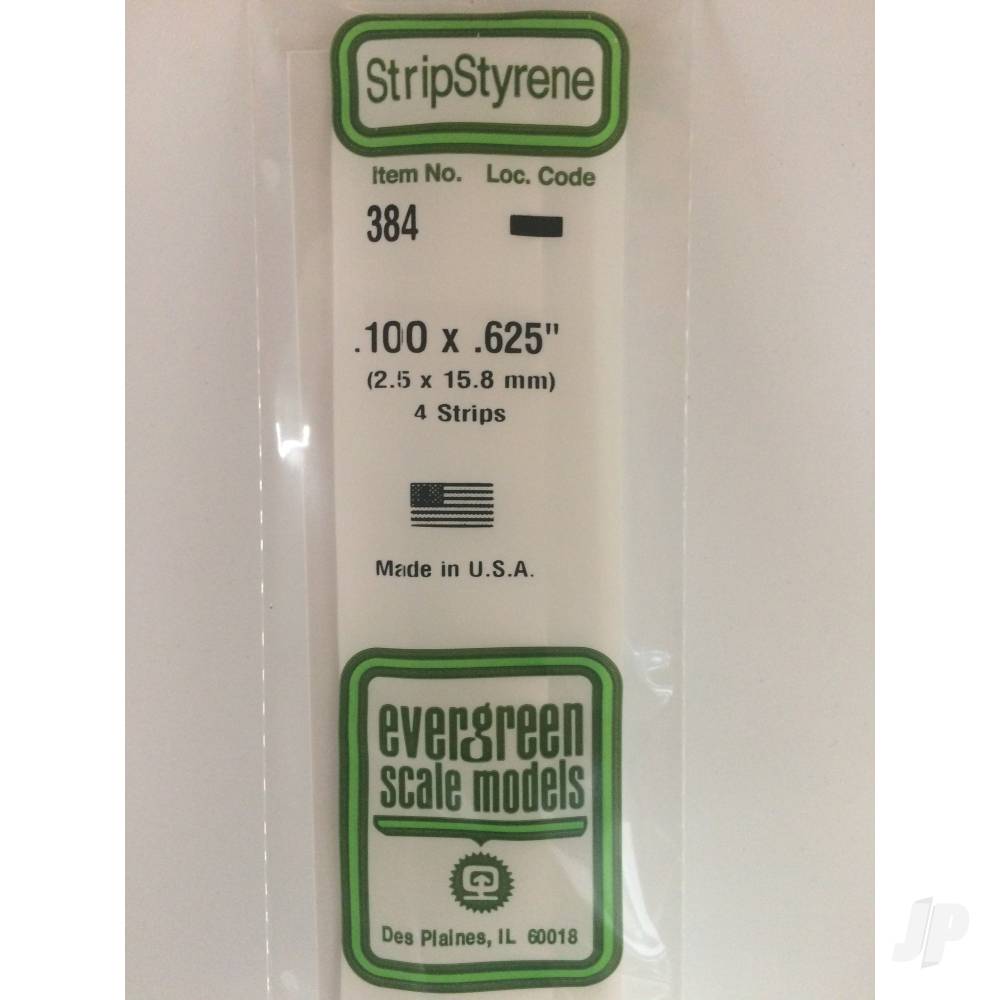 StripStyrene
Item No. Loc. Code
384
.100 x .625"
(2.5 x 15.8 mm)
4 Strips
Made in U.S.A.
evergreen
scale models
Des Plaines, IL 60018
JP